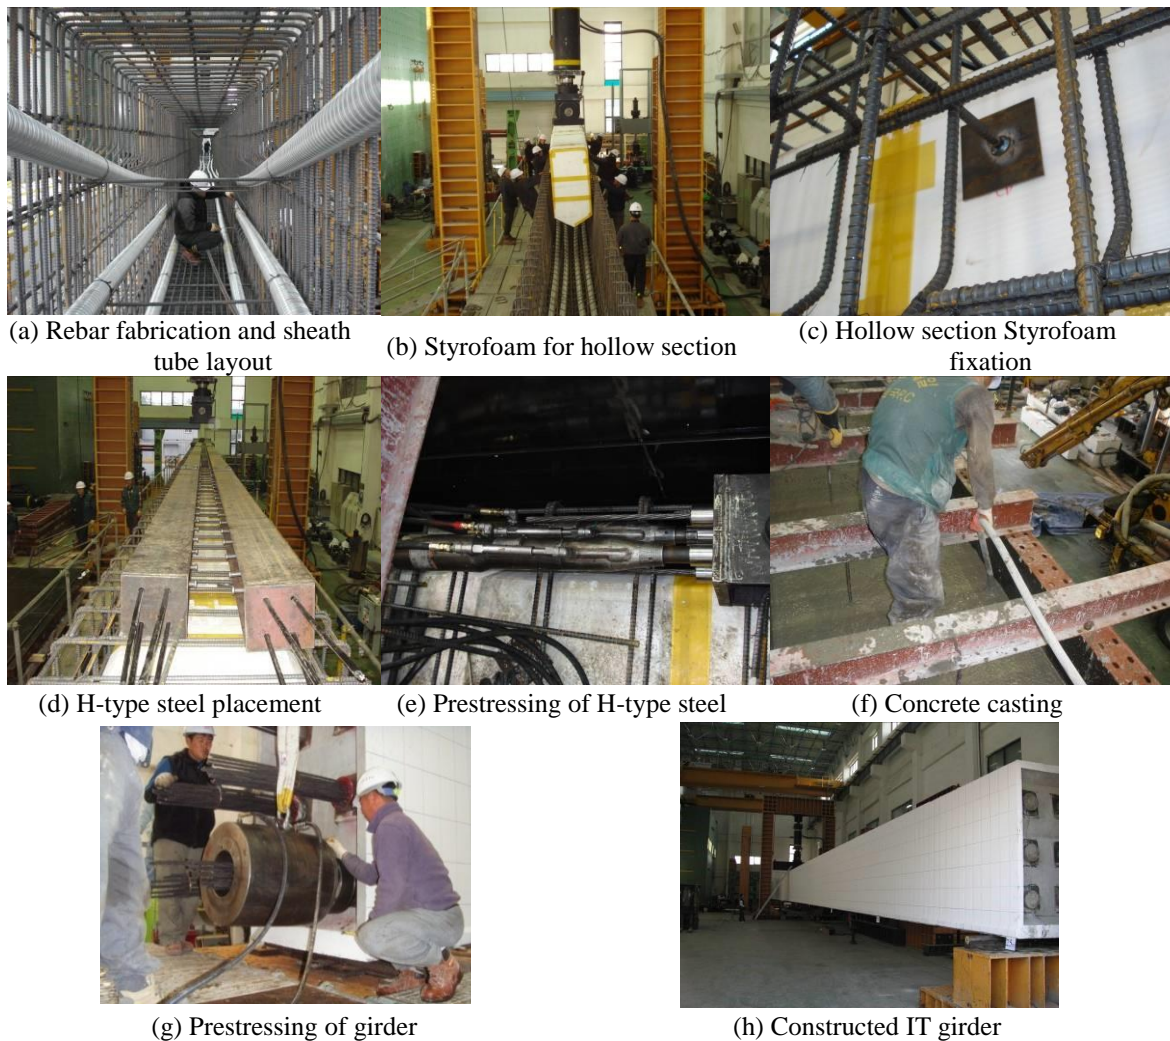 (a) Rebar fabrication and sheath
tube layout
(b) Styrofoam for hollow section
(c) Hollow section Styrofoam
fixation
(d) H-type steel placement
(e) Prestressing of H-type steel
(f) Concrete casting
(g) Prestressing of girder
(h) Constructed IT girder